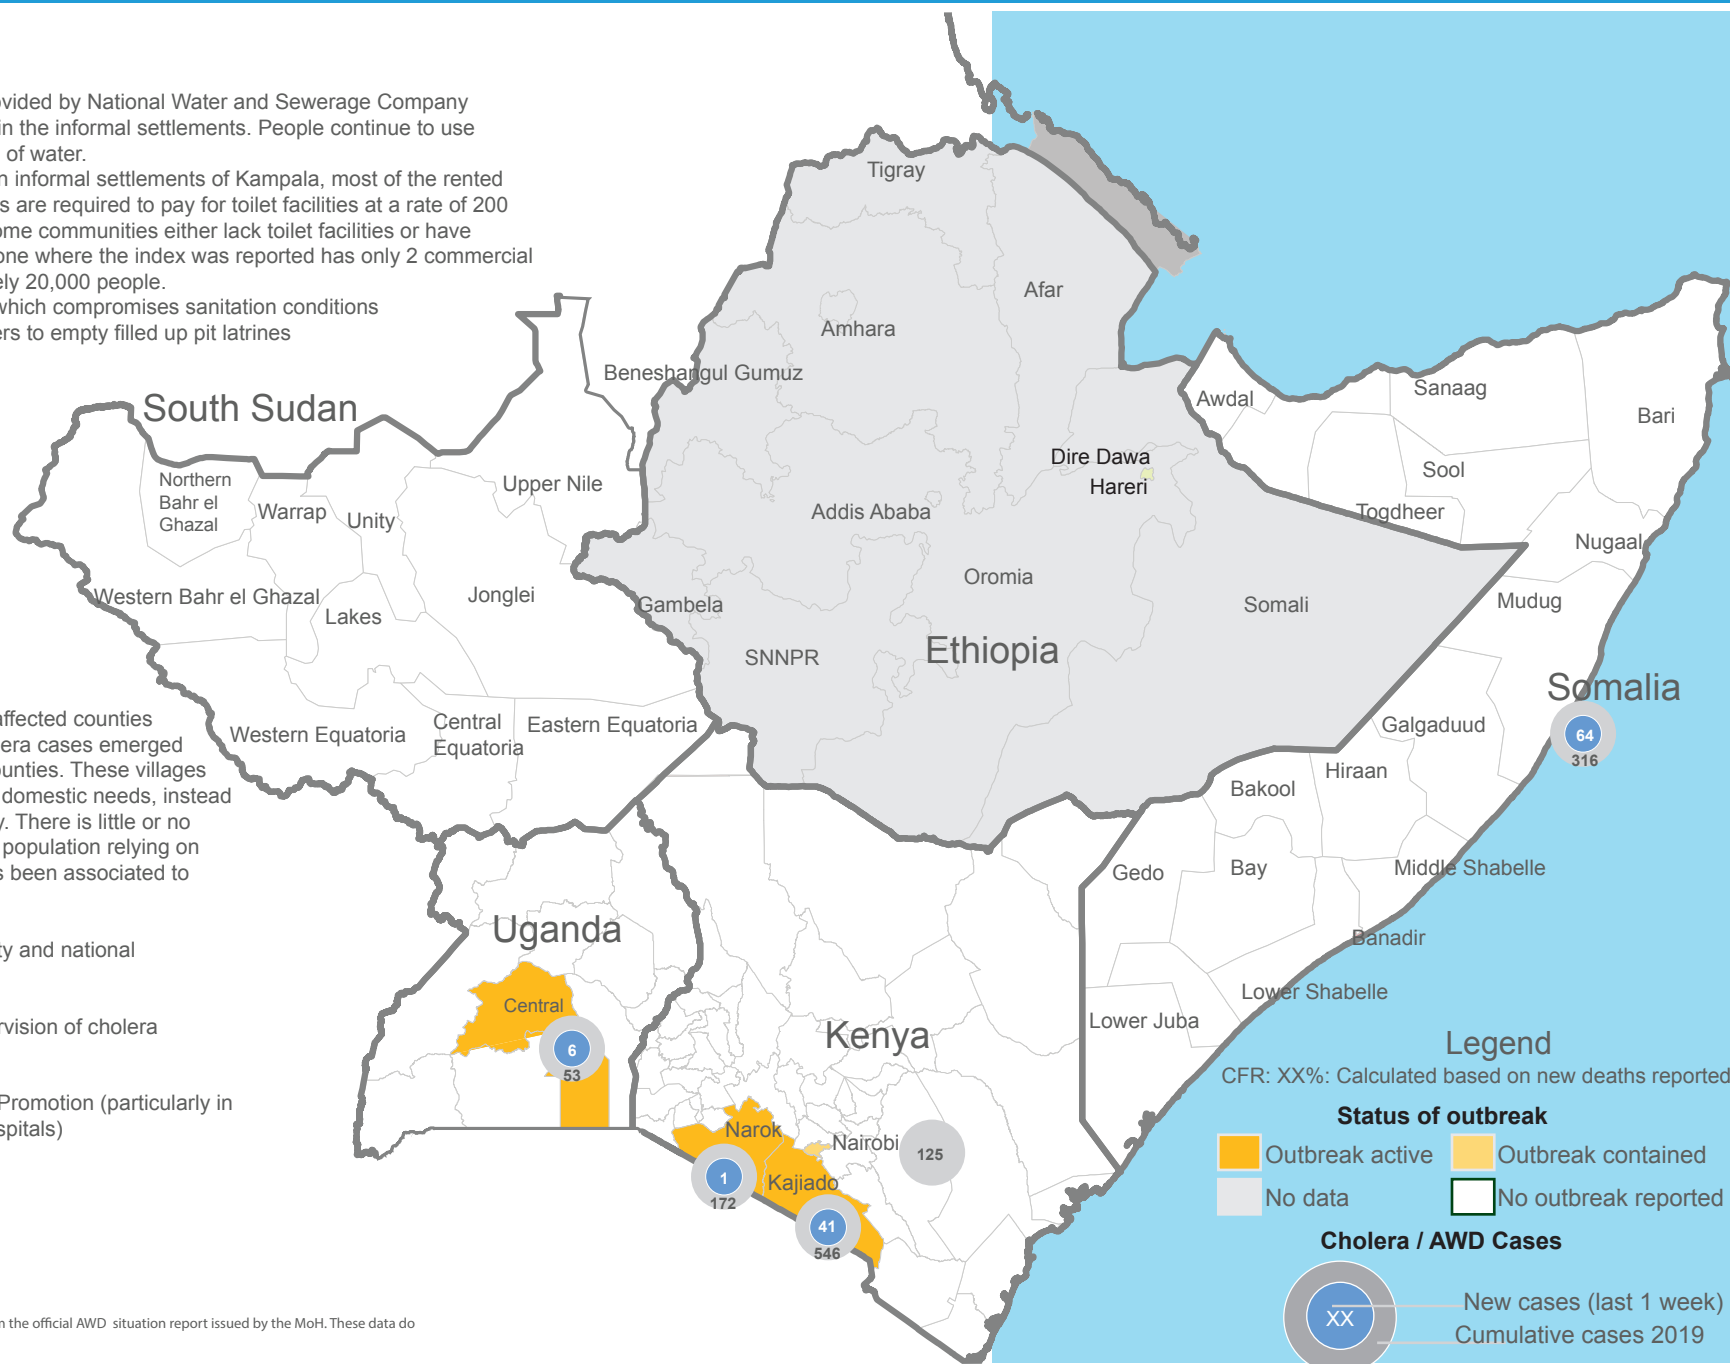 ovided by National Water and Sewerage Company
in the informal settlements. People continue to use
of water.
n informal settlements of Kampala, most of the rented
s are required to pay for toilet facilities at a rate of 200
ome communities either lack toilet facilities or have
one where the index was reported has only 2 commercial
ely 20,000 people.
which compromises sanitation conditions
ers to empty filled up pit latrines
Tigray
Afar
Amhara
Beneshangul Gumuz
South Sudan
Awdal
Sanaag
Bari
Dire Dawa
Hareri
Sool
Northern
Bahr el
Ghazal
Warrap
Unity
Upper Nile
Addis Ababa
Togdheer
Nugaal
Western Bahr el Ghazal
Lakes
Jonglei
Gambela
Oromia
Somali
Mudug
SNNPR
Ethiopia
Somalia
64
316
affected counties
era cases emerged
ounties. These villages
domestic needs, instead
y. There is little or no
population relying on
s been associated to
Western Equatoria
Central
Equatoria
Eastern Equatoria
Galgaduud
Hiraan
Bakool
Gedo
Bay
Middle Shabelle
Banadir
Lower Shabelle
Lower Juba
ty and national
rvision of cholera
Promotion (particularly in
spitals)
Uganda
Central
6
53
Kenya
Narok
Nairobi
125
Kajiado
1
172
41
546
Legend
CFR: XX%: Calculated based on new deaths reported
Status of outbreak
Outbreak active
Outbreak contained
No data
No outbreak reported
Cholera / AWD Cases
XX
New cases (last 1 week)
Cumulative cases 2019
m the official AWD situation report issued by the MoH. These data do